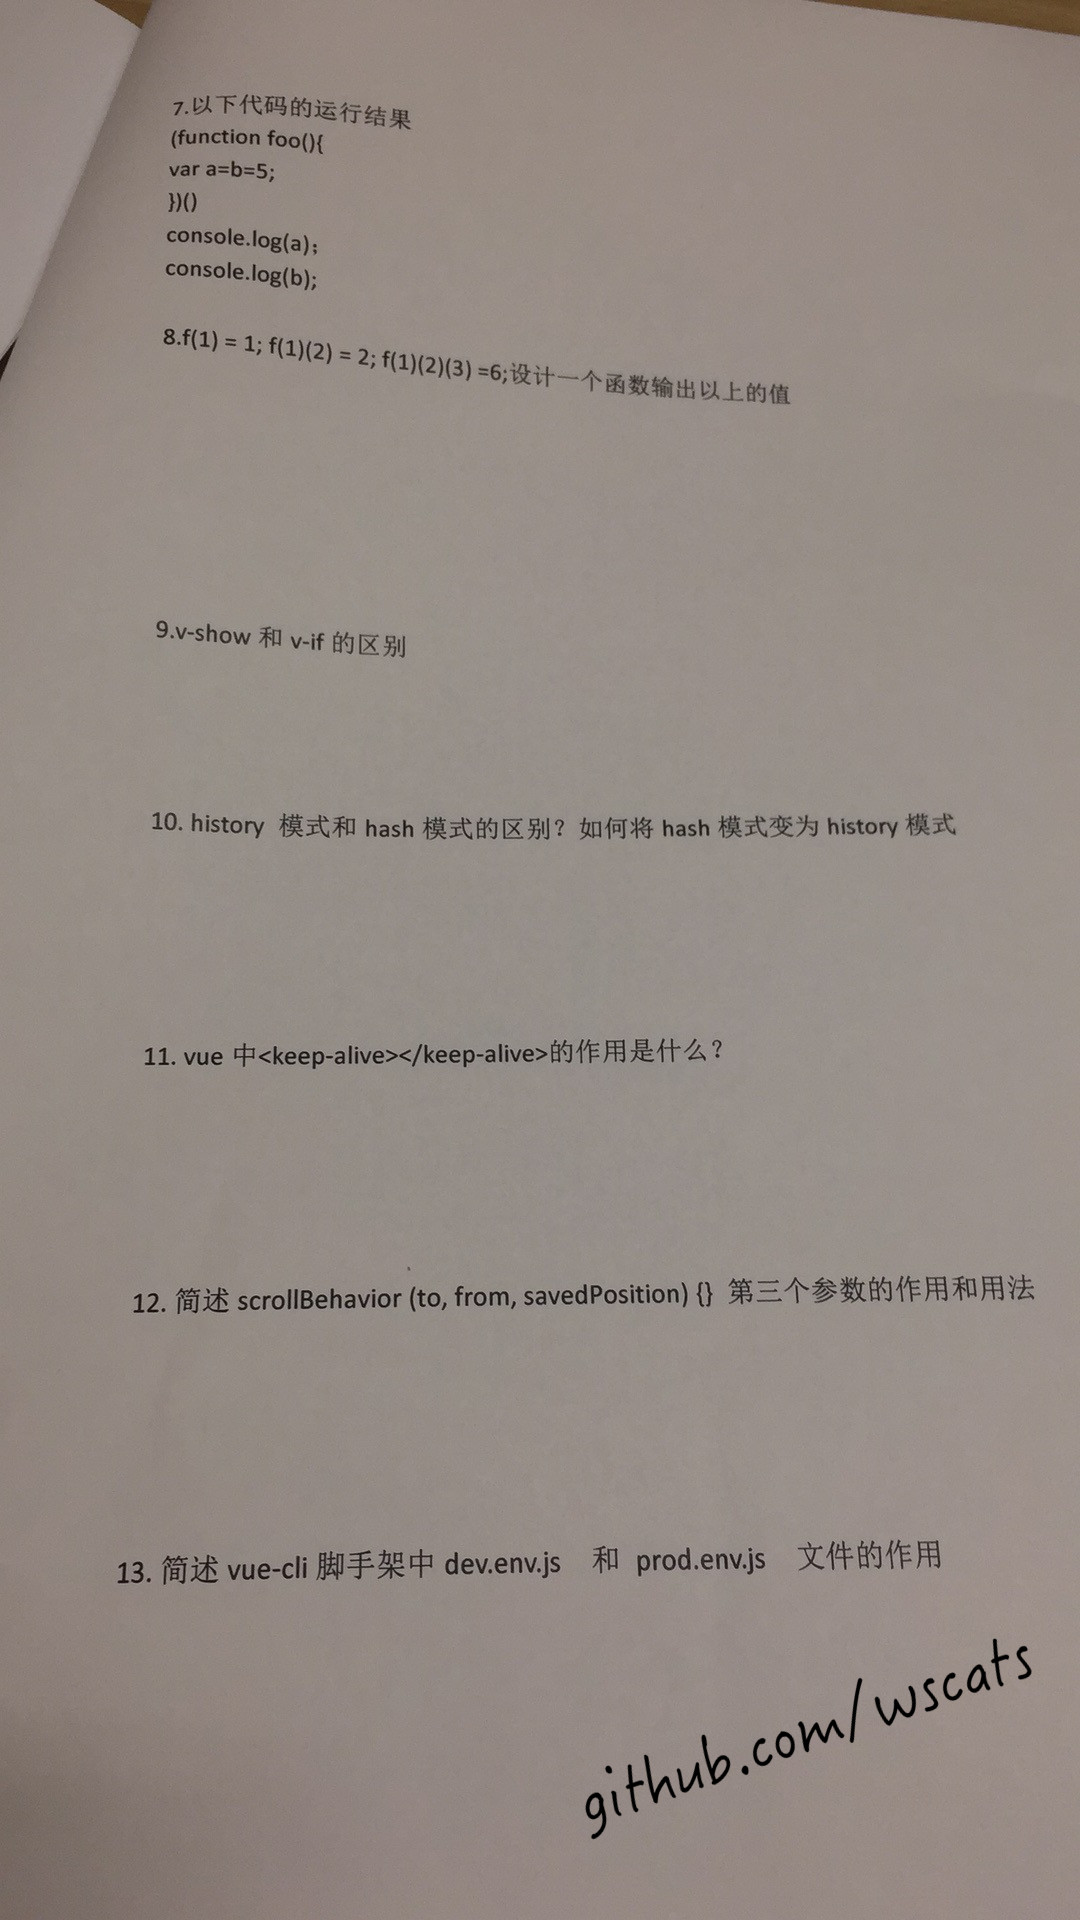 7.以下代码的运行结果
(function foo(){
var a=b=5;
})()
console.log(a);
console.log(b);
8.f(1) = 1; f(1)(2) = 2; f(1)(2)(3) =6;设计一个函数输出以上的值
9.v-show 和 v-if 的区别
10. history 模式和 hash 模式的区别？如何将 hash 模式变为 history 模式
11. vue 中<keep-alive></keep-alive>的作用是什么？
12. 简述 scrollBehavior (to, from, savedPosition) {} 第三个参数的作用和用法
13. 简述 vue-cli 脚手架中 dev.env.js 和 prod.env.js 文件的作用
github.com/wscats